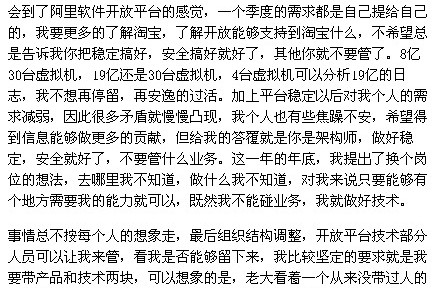 会到了阿里软件开放平台的感觉，一个季度的需求都是自己提给自己
的，我要更多的了解淘宝，了解开放能够支持到淘宝什么，不希望总
是告诉我你把稳定搞好，安全搞好就好了，其他你就不要管了。8亿
30台虚拟机，19亿还是30台虚拟机，4台虚拟机可以分析19亿的日
志，我不想再停留，再安逸的过活。加上平台稳定以后对我个人的需
求减弱，因此很多矛盾就慢慢凸现，我个人也有些焦躁不安，希望得
到信息能够做更多的贡献，但给我的答覆就是你是架构师，做好稳
定，安全就好了，不要管什么业务。这一年的年底，我提出了换个岗
位的想法，去哪里我不知道，做什么我不知道，对我来说只要能够有
个地方需要我的能力就可以，既然我不能碰业务，我就做好技术。
事情总不按每个人的想象走，最后组织结构调整，开放平台技术部分
人员可以让我来管，看我是否能够留下来，我比较坚定的要求就是我
要带产品和技术两块，可以想象的是，老大看着一个从来没带过人的